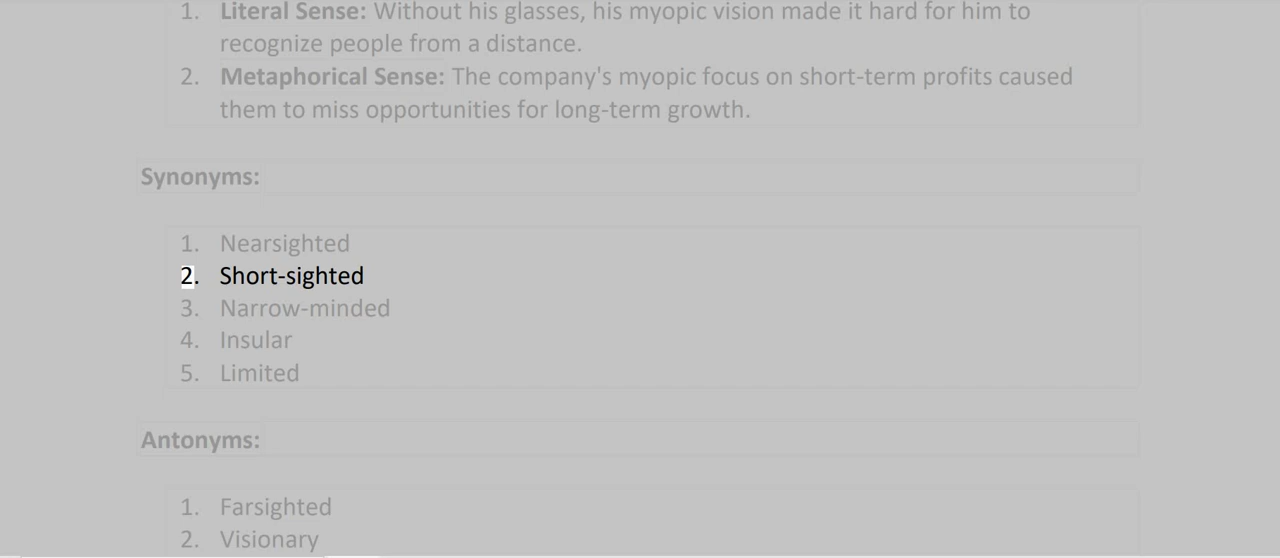 1. Literal Sense: Without his glasses, his myopic vision made it hard for him to
recognize people from a distance.
2. Metaphorical Sense: The company's myopic focus on short-term profits caused
them to miss opportunities for long-term growth.
Synonyms:
1. Nearsighted
2. Short-sighted
3. Narrow-minded
4. Insular
5. Limited
Antonyms:
1. Farsighted
2. Visionary